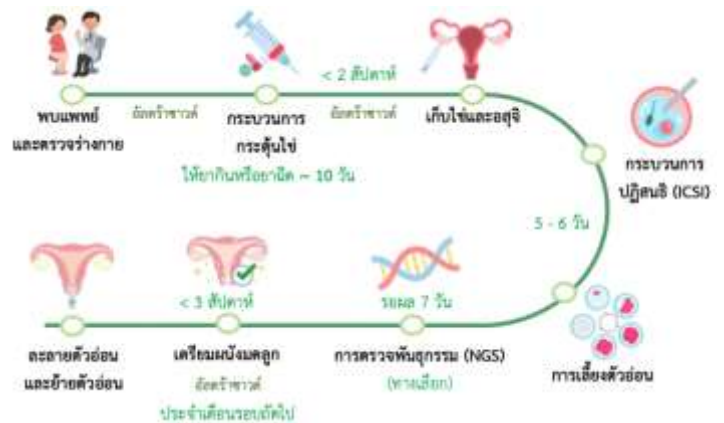 < 2 สัปดาห์
พบแพทย์
และตรวจร่างกาย
อัลตร้าซาวด์
กระบวนการ
กระตุ้นไข่
ให้ยากินหรือยาฉีด ~ 10 วัน
อัลตร้าซาวด์
เก็บไข่และอสุจิ
กระบวนการ
ปฏิสนธิ (ICSI)
5 - 6 วัน
การเลี้ยงตัวอ่อน
รอผล 7 วัน
การตรวจพันธุกรรม (NGS)
(ทางเลือก)
< 3 สัปดาห์
เตรียมผนังมดลูก
อัลตร้าซาวด์
ประจำเดือนรอบถัดไป
ละลายตัวอ่อน
และย้ายตัวอ่อน